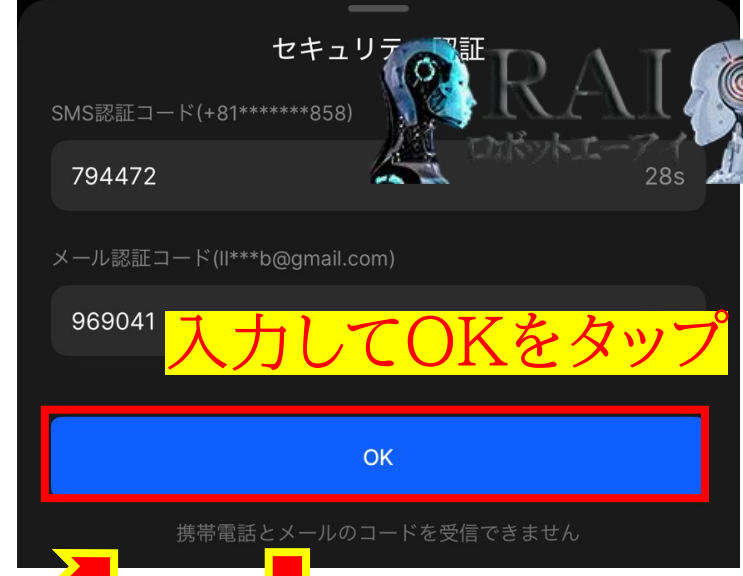 セキュリティ認証
RAI
ロボットエーアイ
SMS認証コード(+81*******858)
794472
28s
メール認証コード(ll***b@gmail.com)
969041
入力してOKをタップ
OK
携帯電話とメールのコードを受信できません